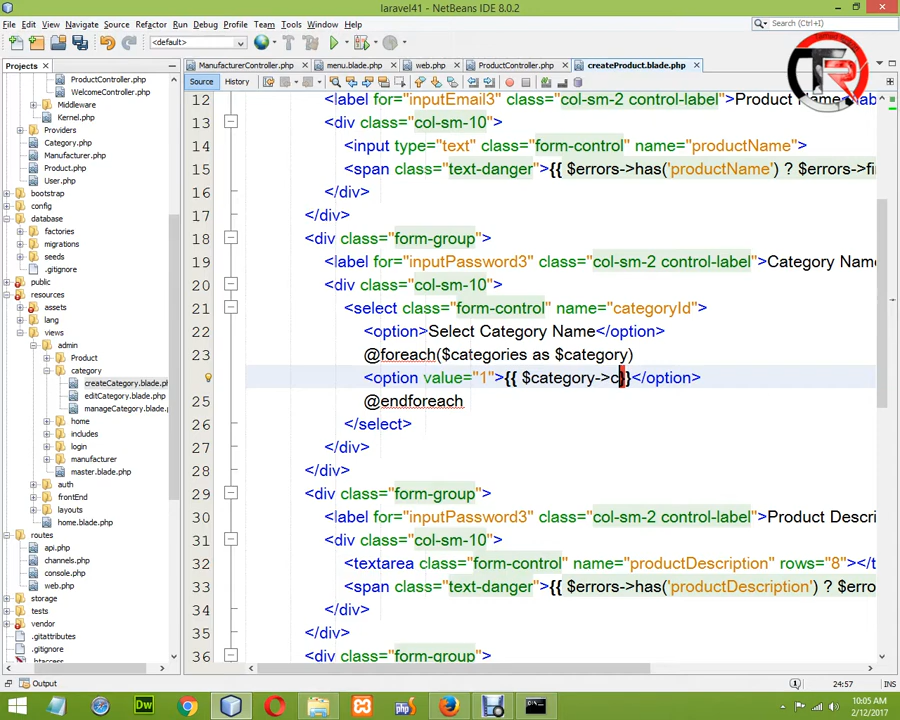 laravel41 - NetBeans IDE 8.0.2
File Edit View Navigate Source Refactor Run Debug Profile Team Tools Window Help
<default>
Search (Ctrl+I)
Projects
ManufacturerController.php menu.blade.php web.php ProductController.php createProduct.blade.php
Source History
ProductController.php
WelcomeController.php
Middleware
Kernel.php
Providers
Category.php
Manufacturer.php
Product.php
User.php
bootstrap
config
database
factories
migrations
seeds
.gitignore
public
resources
assets
lang
views
admin
Product
category
createCategory.blade.ph
editCategory.blade.php
manageCategory.blade.ph
home
includes
login
manufacturer
master.blade.php
auth
frontEnd
layouts
home.blade.php
routes
api.php
channels.php
console.php
web.php
storage
tests
vendor
.gitattributes
.gitignore
.htaccess
12 <label for="inputEmail3" class="col-sm-2 control-label">Product Name</lab
13 <div class="col-sm-10">
14 <input type="text" class="form-control" name="productName">
15 <span class="text-danger">{{ $errors->has('productName') ? $errors->fi
16 </div>
17 </div>
18 <div class="form-group">
19 <label for="inputPassword3" class="col-sm-2 control-label">Category Name
20 <div class="col-sm-10">
21 <select class="form-control" name="categoryId">
22 <option>Select Category Name</option>
23 @foreach($categories as $category)
<option value="1">{{ $category->c}}</option>
25 @endforeach
26 </select>
27 </div>
28 </div>
29 <div class="form-group">
30 <label for="inputPassword3" class="col-sm-2 control-label">Product Descri
31 <div class="col-sm-10">
32 <textarea class="form-control" name="productDescription" rows="8"></t
33 <span class="text-danger">{{ $errors->has('productDescription') ? $erro
34 </div>
35 </div>
36 <div class="form-group">
Output
24:57 INS
10:05 AM
2/12/2017